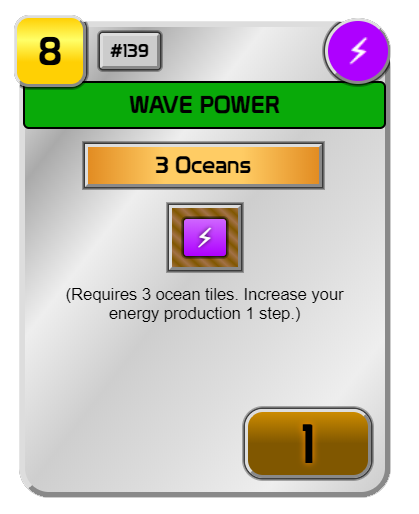 8
#139
WAVE POWER
3 Oceans
(Requires 3 ocean tiles. Increase your
energy production 1 step.)
1